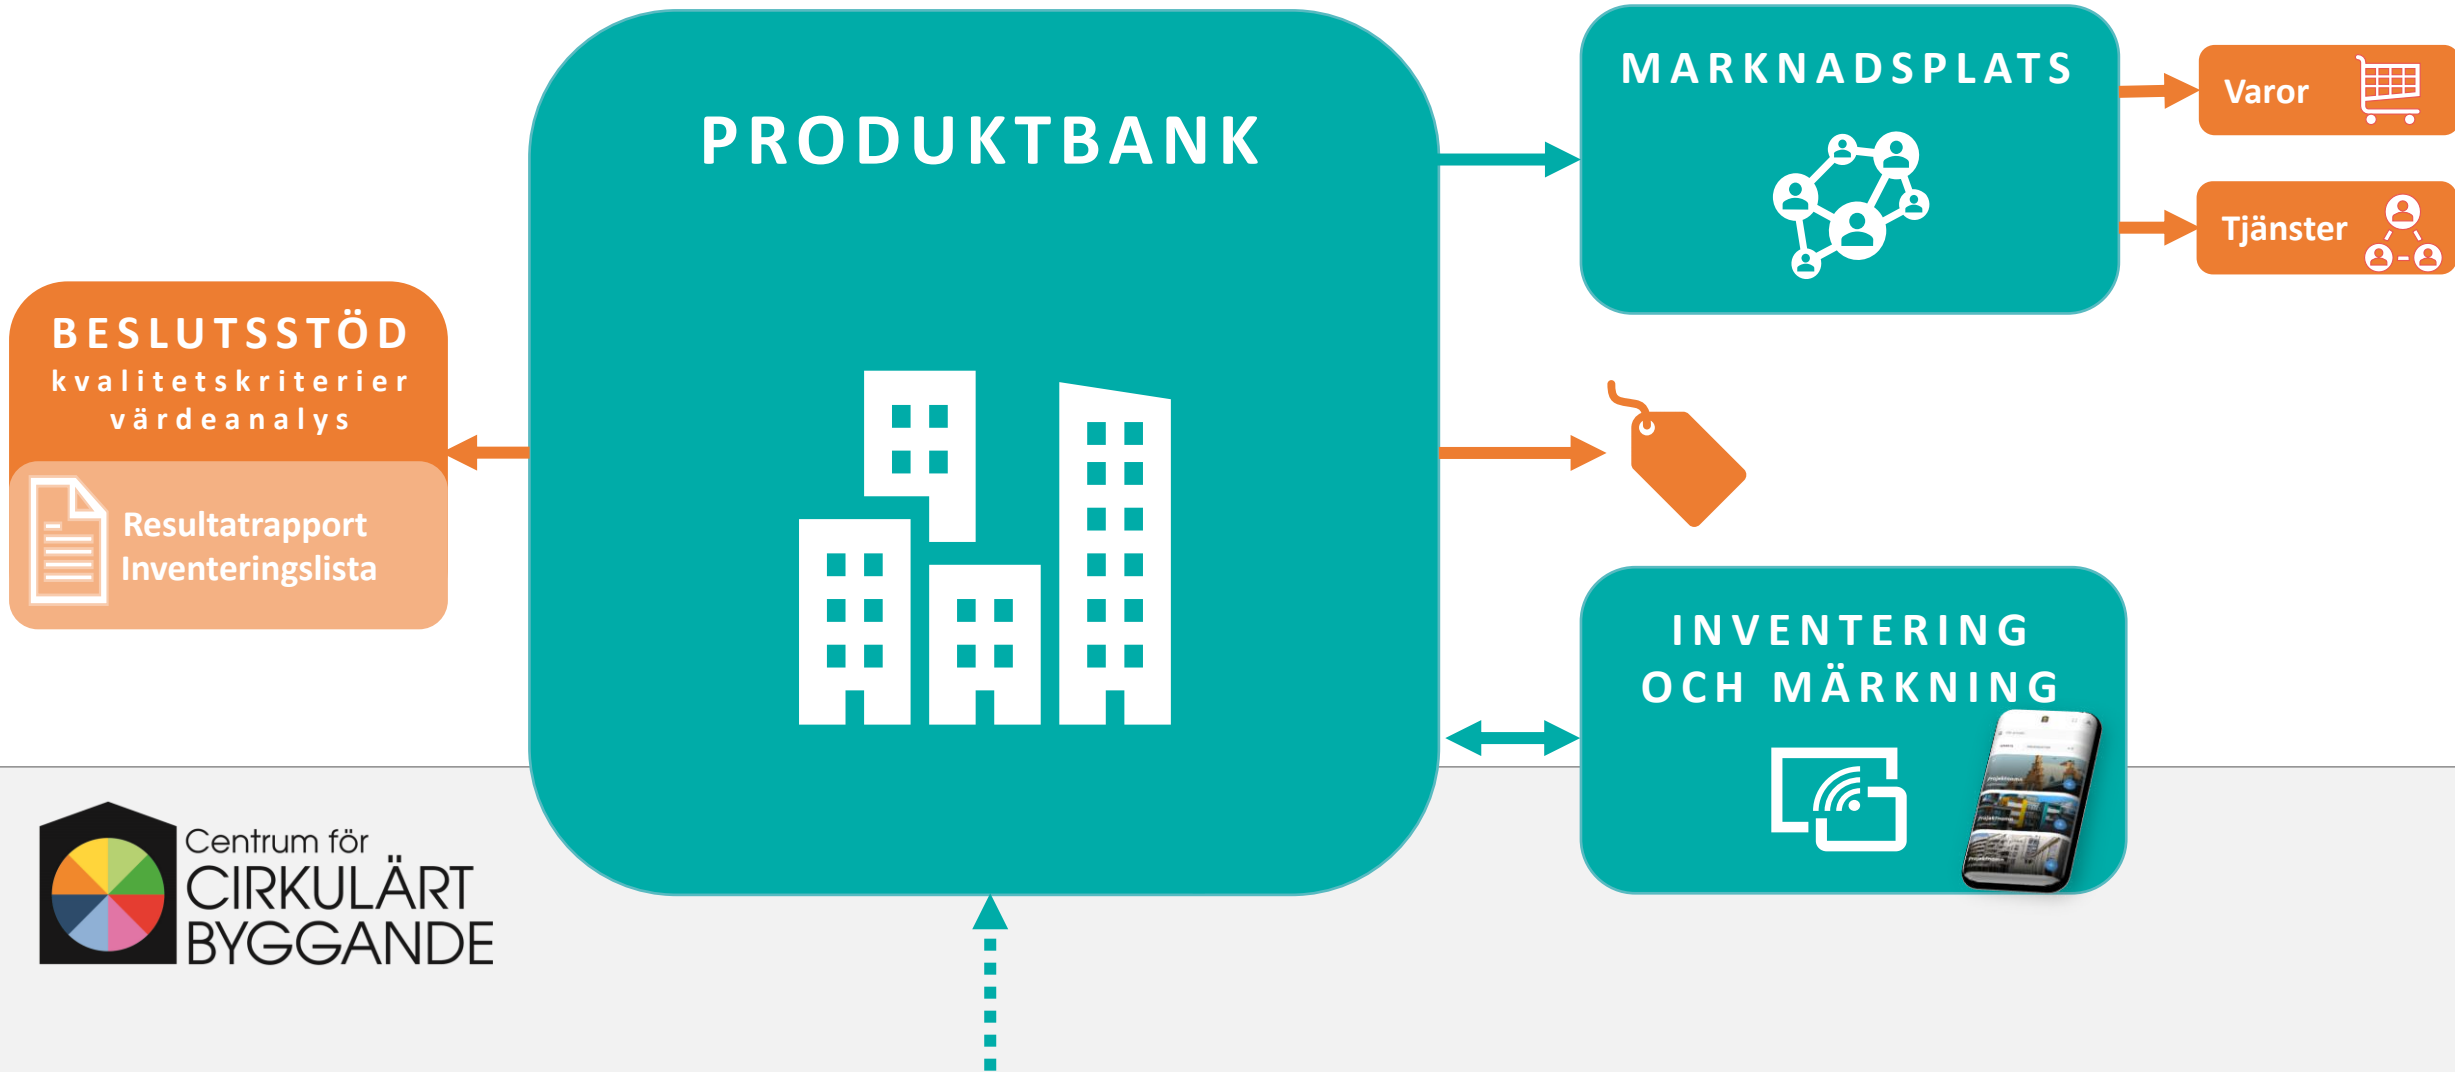 PRODUKTBANK
MARKNADSPLATS
Varor
Tjänster
BESLUTSSTÖD
kvalitetskriterier
värdeanalys
Resultatrapport
Inventeringslista
INVENTERING
OCH MÄRKNING
Centrum för
CIRKULÄRT
BYGGANDE